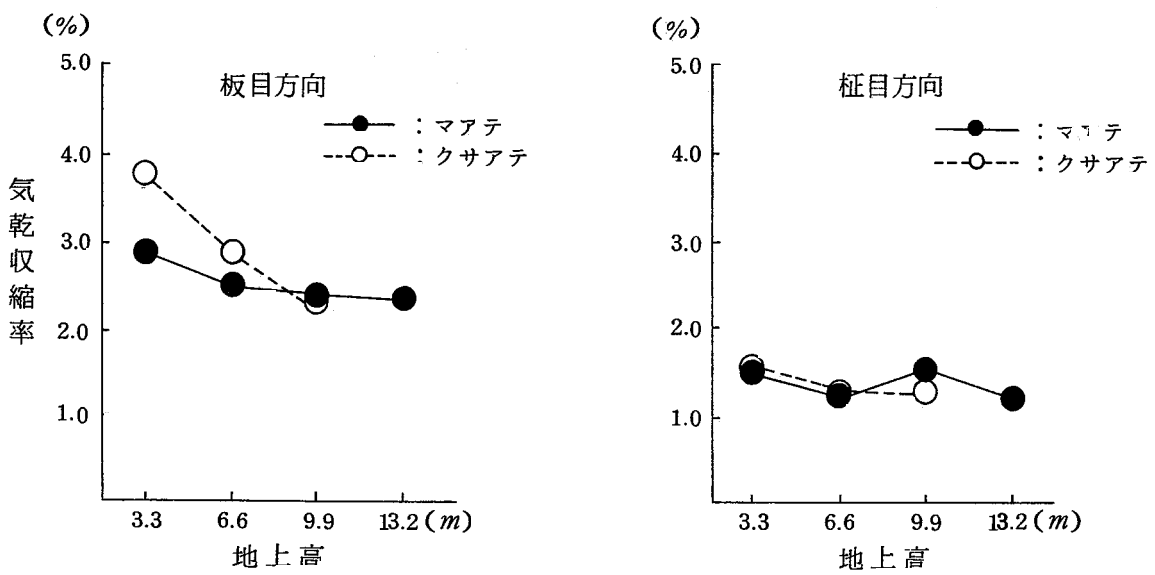 (%)
5.0
板目方向
: マアテ
: クサアテ
4.0
3.0
2.0
1.0
気乾収縮率
3.3 6.6 9.9 13.2 (m)
地上高
(%)
5.0
柾目方向
: マアテ
: クサアテ
4.0
3.0
2.0
1.0
3.3 6.6 9.9 13.2 (m)
地上高